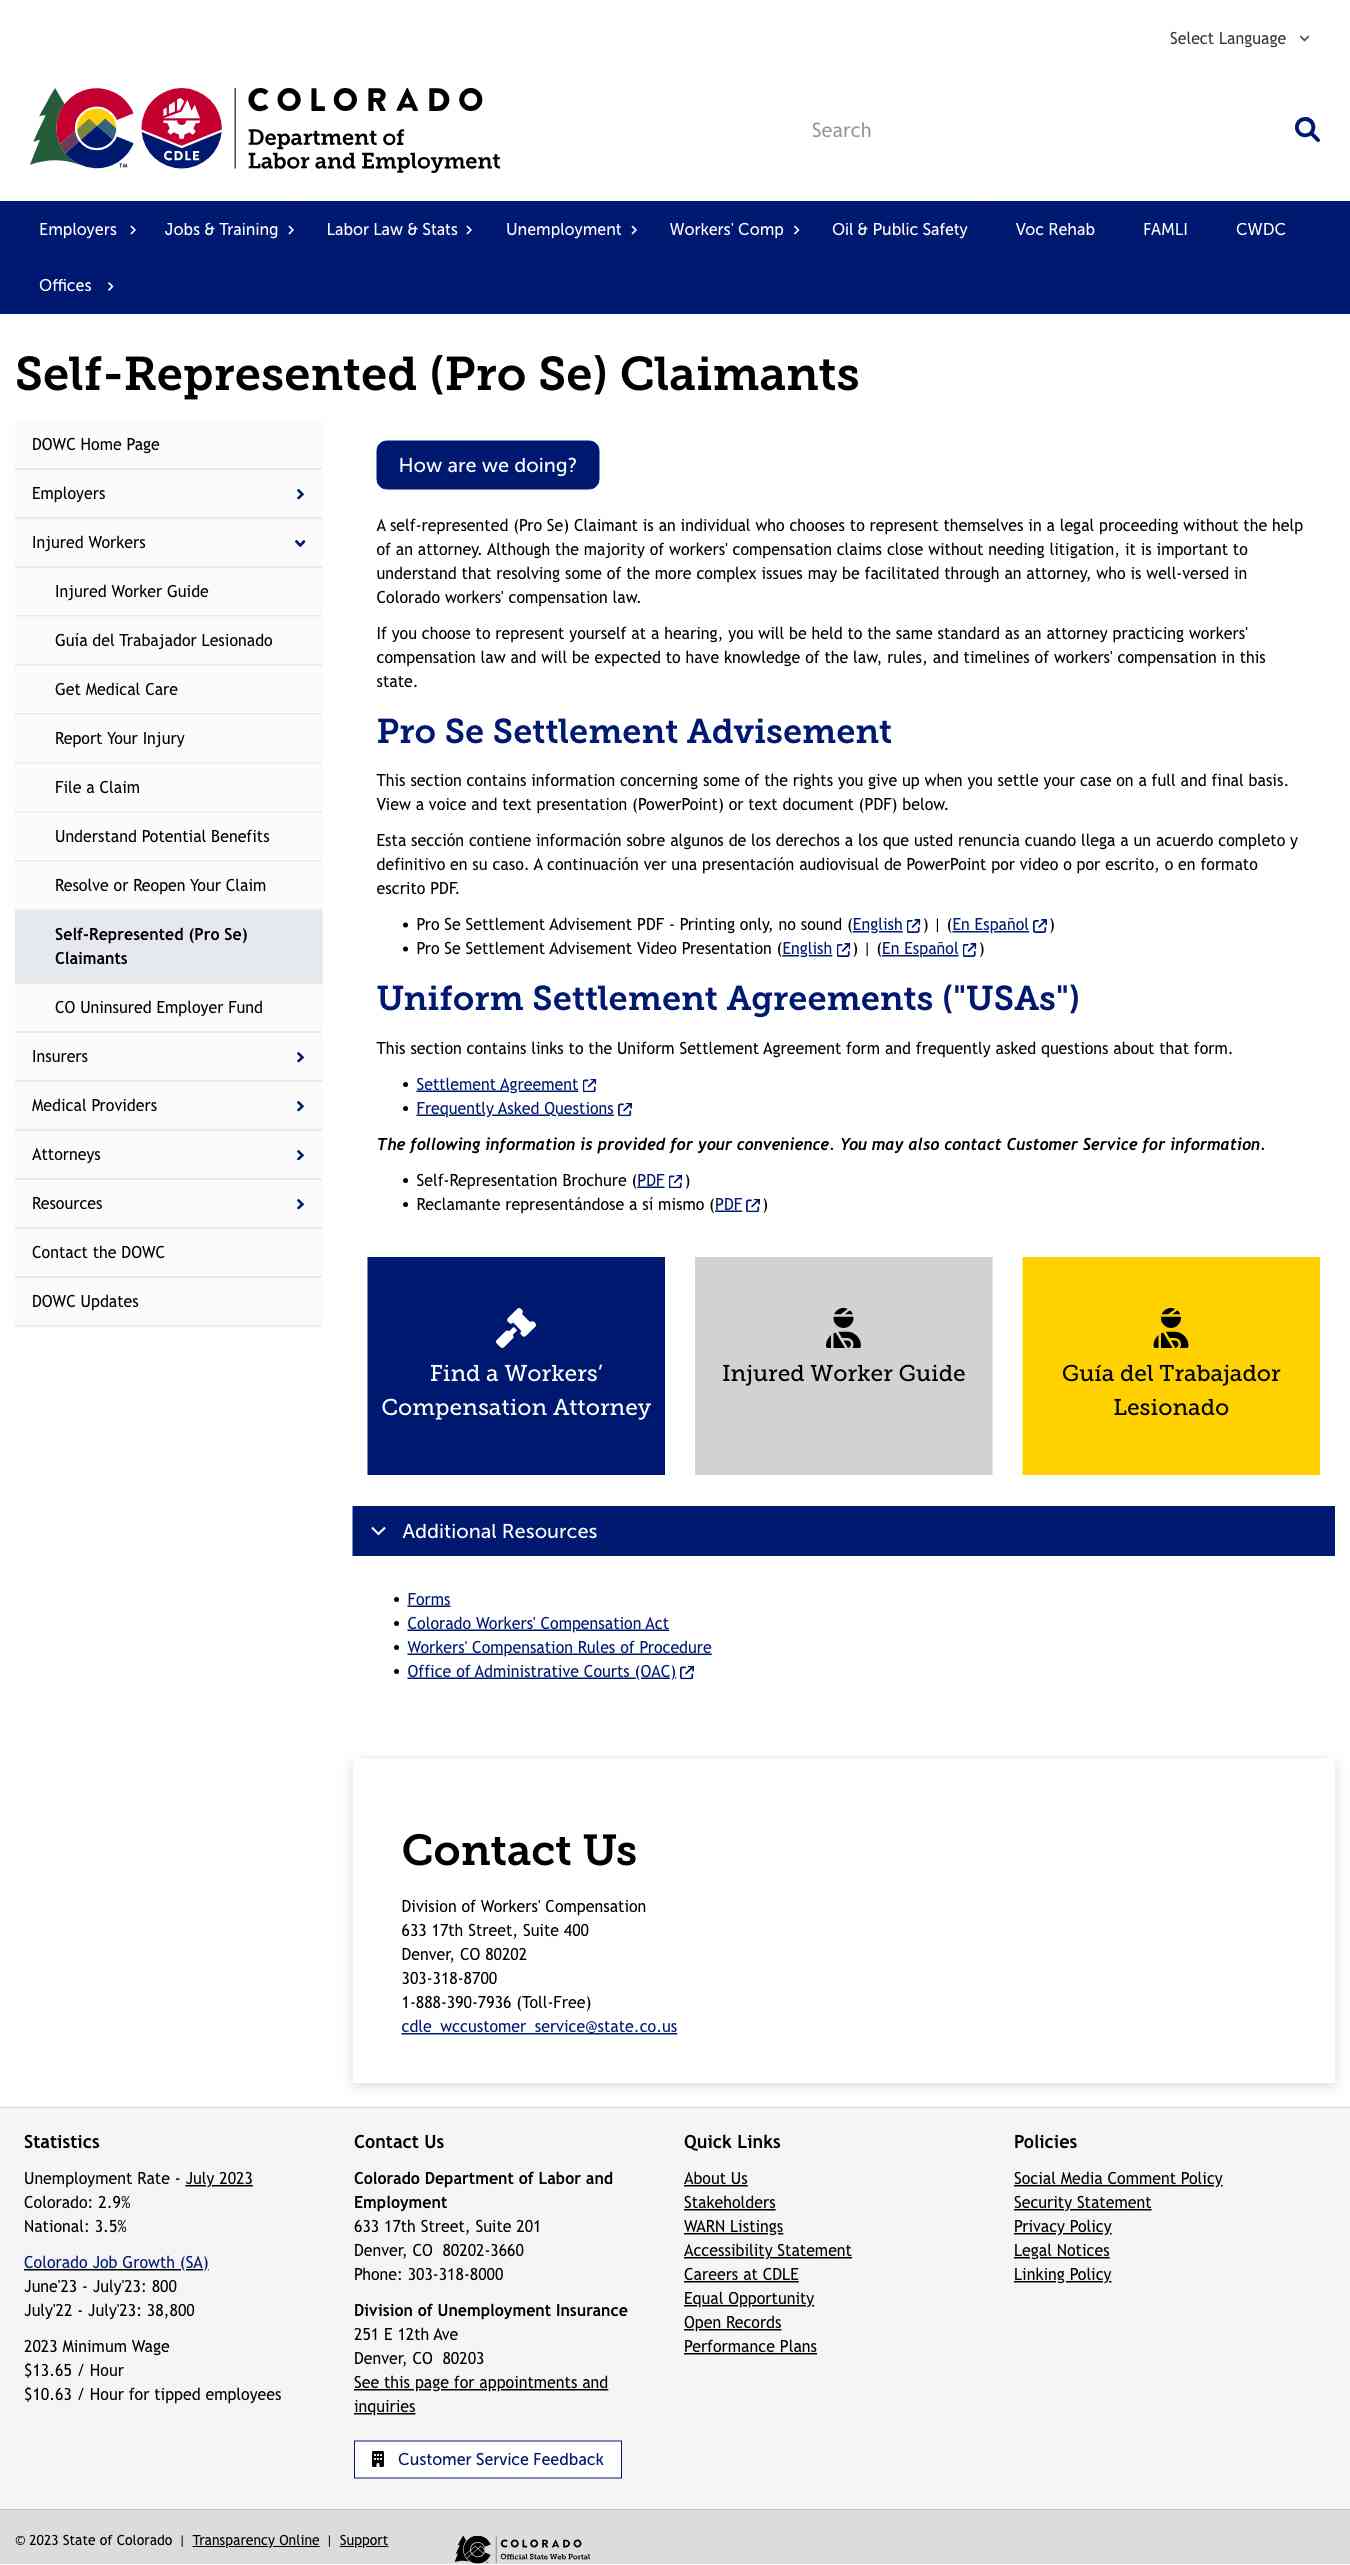 Select Language
COLORADO
Department of
Labor and Employment
CDLE
TM
Search
Employers Jobs & Training Labor Law & Stats Unemployment Workers' Comp Oil & Public Safety Voc Rehab FAMLI CWDC
Offices
Self-Represented (Pro Se) Claimants
DOWC Home Page
Employers
Injured Workers
Injured Worker Guide
Guía del Trabajador Lesionado
Get Medical Care
Report Your Injury
File a Claim
Understand Potential Benefits
Resolve or Reopen Your Claim
Self-Represented (Pro Se)
Claimants
CO Uninsured Employer Fund
Insurers
Medical Providers
Attorneys
Resources
Contact the DOWC
DOWC Updates
How are we doing?
A self-represented (Pro Se) Claimant is an individual who chooses to represent themselves in a legal proceeding without the help
of an attorney. Although the majority of workers' compensation claims close without needing litigation, it is important to
understand that resolving some of the more complex issues may be facilitated through an attorney, who is well-versed in
Colorado workers' compensation law.
If you choose to represent yourself at a hearing, you will be held to the same standard as an attorney practicing workers'
compensation law and will be expected to have knowledge of the law, rules, and timelines of workers' compensation in this
state.
Pro Se Settlement Advisement
This section contains information concerning some of the rights you give up when you settle your case on a full and final basis.
View a voice and text presentation (PowerPoint) or text document (PDF) below.
Esta sección contiene información sobre algunos de los derechos a los que usted renuncia cuando llega a un acuerdo completo y
definitivo en su caso. A continuación ver una presentación audiovisual de PowerPoint por video o por escrito, o en formato
escrito PDF.
• Pro Se Settlement Advisement PDF - Printing only, no sound (English) | (En Español)
• Pro Se Settlement Advisement Video Presentation (English) | (En Español)
Uniform Settlement Agreements ("USAs")
This section contains links to the Uniform Settlement Agreement form and frequently asked questions about that form.
• Settlement Agreement
• Frequently Asked Questions
The following information is provided for your convenience. You may also contact Customer Service for information.
• Self-Representation Brochure (PDF)
• Reclamante representándose a sí mismo (PDF)
Find a Workers'
Compensation Attorney
Injured Worker Guide
Guía del Trabajador
Lesionado
Additional Resources
• Forms
• Colorado Workers' Compensation Act
• Workers' Compensation Rules of Procedure
• Office of Administrative Courts (OAC)
Contact Us
Division of Workers' Compensation
633 17th Street, Suite 400
Denver, CO 80202
303-318-8700
1-888-390-7936 (Toll-Free)
cdle_wccustomer_service@state.co.us
Statistics
Unemployment Rate - July 2023
Colorado: 2.9%
National: 3.5%
Colorado Job Growth (SA)
June'23 - July'23: 800
July'22 - July'23: 38,800
2023 Minimum Wage
$13.65 / Hour
$10.63 / Hour for tipped employees
Contact Us
Colorado Department of Labor and
Employment
633 17th Street, Suite 201
Denver, CO 80202-3660
Phone: 303-318-8000
Division of Unemployment Insurance
251 E 12th Ave
Denver, CO 80203
See this page for appointments and
inquiries
Customer Service Feedback
Quick Links
About Us
Stakeholders
WARN Listings
Accessibility Statement
Careers at CDLE
Equal Opportunity
Open Records
Performance Plans
Policies
Social Media Comment Policy
Security Statement
Privacy Policy
Legal Notices
Linking Policy
© 2023 State of Colorado | Transparency Online | Support
COLORADO
Official State Web Portal